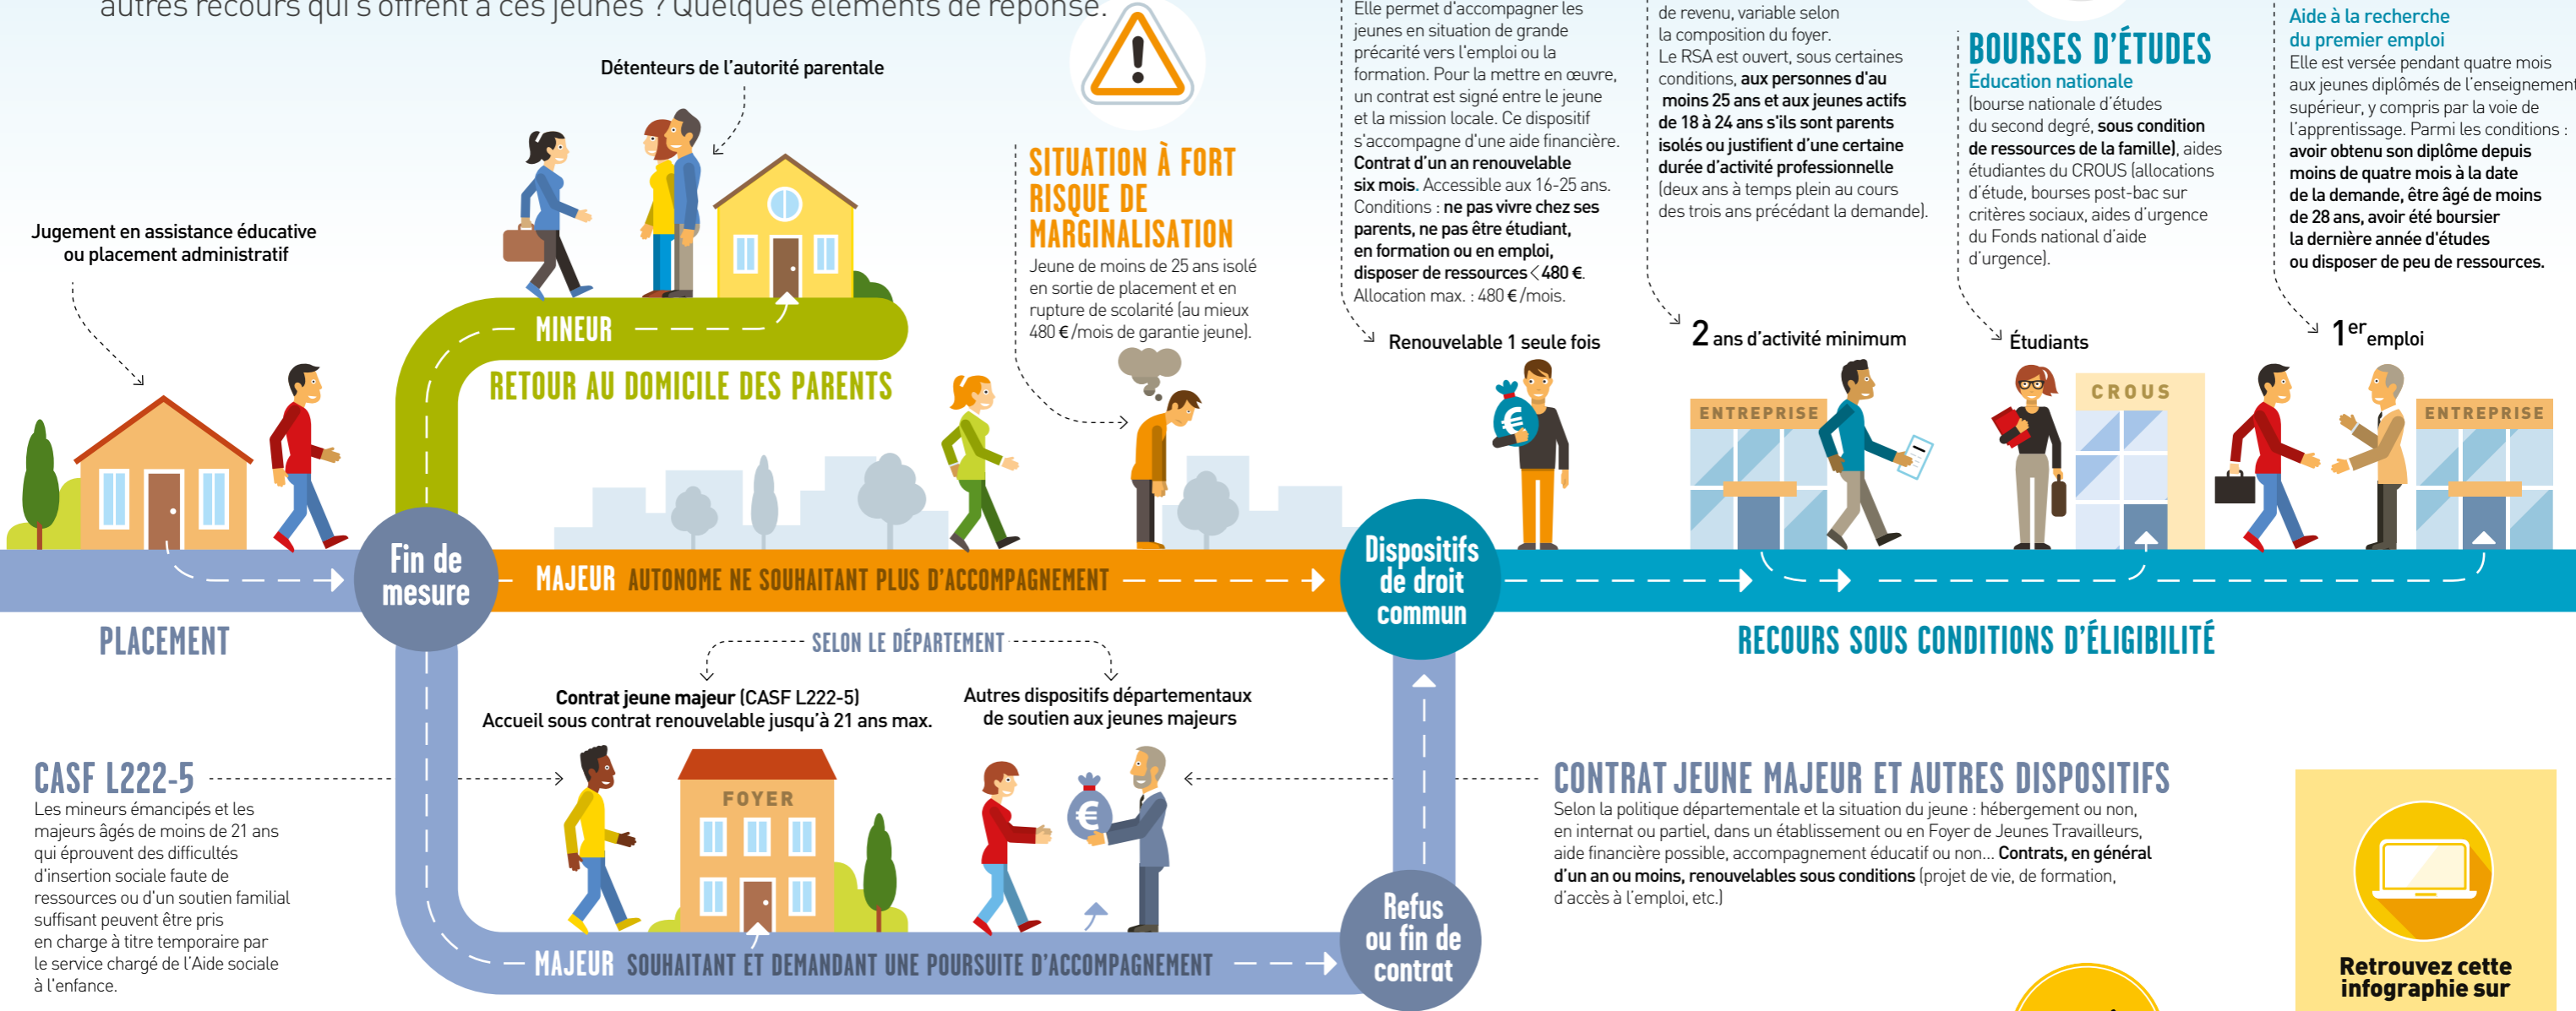 autres recours qui s'offrent à ces jeunes ? Quelques éléments de réponse.
Détenteurs de l'autorité parentale
Jugement en assistance éducative
ou placement administratif
MINEUR
RETOUR AU DOMICILE DES PARENTS
SITUATION À FORT
RISQUE DE
MARGINALISATION
Jeune de moins de 25 ans isolé
en sortie de placement et en
rupture de scolarité (au mieux
480 €/mois de garantie jeune).
Elle permet d'accompagner les
jeunes en situation de grande
précarité vers l'emploi ou la
formation. Pour la mettre en œuvre,
un contrat est signé entre le jeune
et la mission locale. Ce dispositif
s'accompagne d'une aide financière.
Contrat d'un an renouvelable
six mois. Accessible aux 16-25 ans.
Conditions : ne pas vivre chez ses
parents, ne pas être étudiant,
en formation ou en emploi,
disposer de ressources < 480 €.
Allocation max. : 480 €/mois.
Renouvelable 1 seule fois
de revenu, variable selon
la composition du foyer.
Le RSA est ouvert, sous certaines
conditions, aux personnes d'au
moins 25 ans et aux jeunes actifs
de 18 à 24 ans s'ils sont parents
isolés ou justifient d'une certaine
durée d'activité professionnelle
(deux ans à temps plein au cours
des trois ans précédant la demande).
2 ans d'activité minimum
BOURSES D'ÉTUDES
Éducation nationale
(bourse nationale d'études
du second degré, sous condition
de ressources de la famille), aides
étudiantes du CROUS (allocations
d'étude, bourses post-bac sur
critères sociaux, aides d'urgence
du Fonds national d'aide
d'urgence).
Étudiants
Aide à la recherche
du premier emploi
Elle est versée pendant quatre mois
aux jeunes diplômés de l'enseignement
supérieur, y compris par la voie de
l'apprentissage. Parmi les conditions :
avoir obtenu son diplôme depuis
moins de quatre mois à la date
de la demande, être âgé de moins
de 28 ans, avoir été boursier
la dernière année d'études
ou disposer de peu de ressources.
1er emploi
€
ENTREPRISE
CROUS
ENTREPRISE
Fin de
mesure
MAJEUR AUTONOME NE SOUHAITANT PLUS D'ACCOMPAGNEMENT
Dispositifs
de droit
commun
PLACEMENT
RECOURS SOUS CONDITIONS D'ÉLIGIBILITÉ
SELON LE DÉPARTEMENT
Contrat jeune majeur (CASF L222-5)
Accueil sous contrat renouvelable jusqu'à 21 ans max.
Autres dispositifs départementaux
de soutien aux jeunes majeurs
CASF L222-5
Les mineurs émancipés et les
majeurs âgés de moins de 21 ans
qui éprouvent des difficultés
d'insertion sociale faute de
ressources ou d'un soutien familial
suffisant peuvent être pris
en charge à titre temporaire par
le service chargé de l'Aide sociale
à l'enfance.
FOYER
€
MAJEUR SOUHAITANT ET DEMANDANT UNE POURSUITE D'ACCOMPAGNEMENT
Refus
ou fin de
contrat
CONTRAT JEUNE MAJEUR ET AUTRES DISPOSITIFS
Selon la politique départementale et la situation du jeune : hébergement ou non,
en internat ou partiel, dans un établissement ou en Foyer de Jeunes Travailleurs,
aide financière possible, accompagnement éducatif ou non... Contrats, en général
d'un an ou moins, renouvelables sous conditions (projet de vie, de formation,
d'accès à l'emploi, etc.)
Retrouvez cette
infographie sur